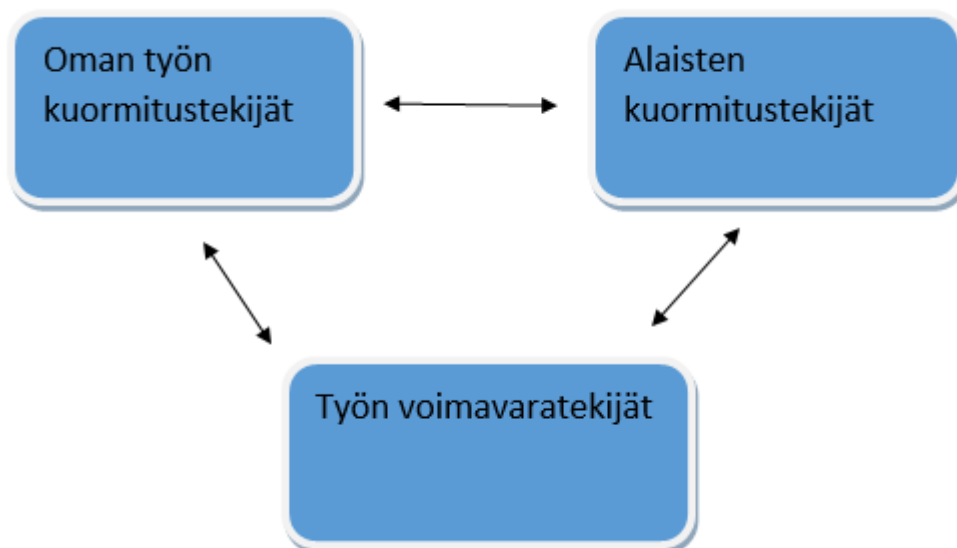 Oman työn
kuormitustekijät
Alaisten
kuormitustekijät
Työn voimavaratekijät